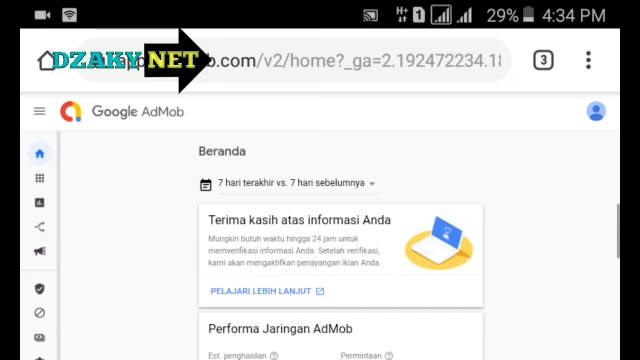 H+ 1 29% 4:34 PM
DZAKY NET
b.com/v2/home?_ga=2.192472234.18
3
Google AdMob
Beranda
7 hari terakhir vs. 7 hari sebelumnya
Terima kasih atas informasi Anda
Mungkin butuh waktu hingga 24 jam untuk
memverifikasi informasi Anda. Setelah verifikasi,
kami akan mengaktifkan penayangan iklan Anda.
PELAJARI LEBIH LANJUT
Performa Jaringan AdMob
Est. penghasilan
Permintaan